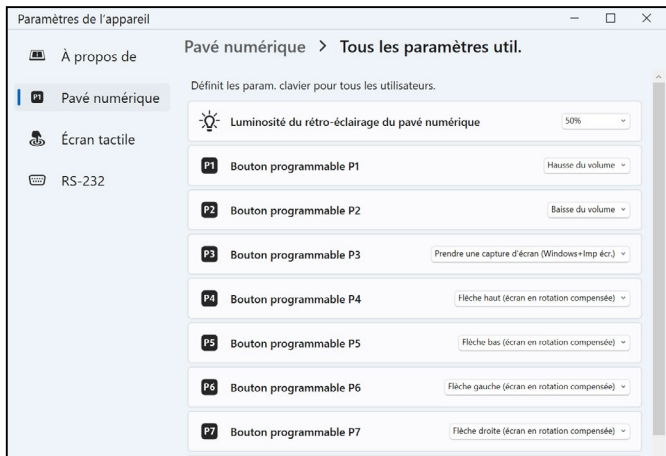 Paramètres de l'appareil
À propos de
P1 Pavé numérique
Écran tactile
RS-232
Pavé numérique > Tous les paramètres util.
Définit les param. clavier pour tous les utilisateurs.
Luminosité du rétro-éclairage du pavé numérique 50%
P1 Bouton programmable P1 Hausse du volume
P2 Bouton programmable P2 Baisse du volume
P3 Bouton programmable P3 Prendre une capture d'écran (Windows+Imp écr.)
P4 Bouton programmable P4 Flèche haut (écran en rotation compensée)
P5 Bouton programmable P5 Flèche bas (écran en rotation compensée)
P6 Bouton programmable P6 Flèche gauche (écran en rotation compensée)
P7 Bouton programmable P7 Flèche droite (écran en rotation compensée)